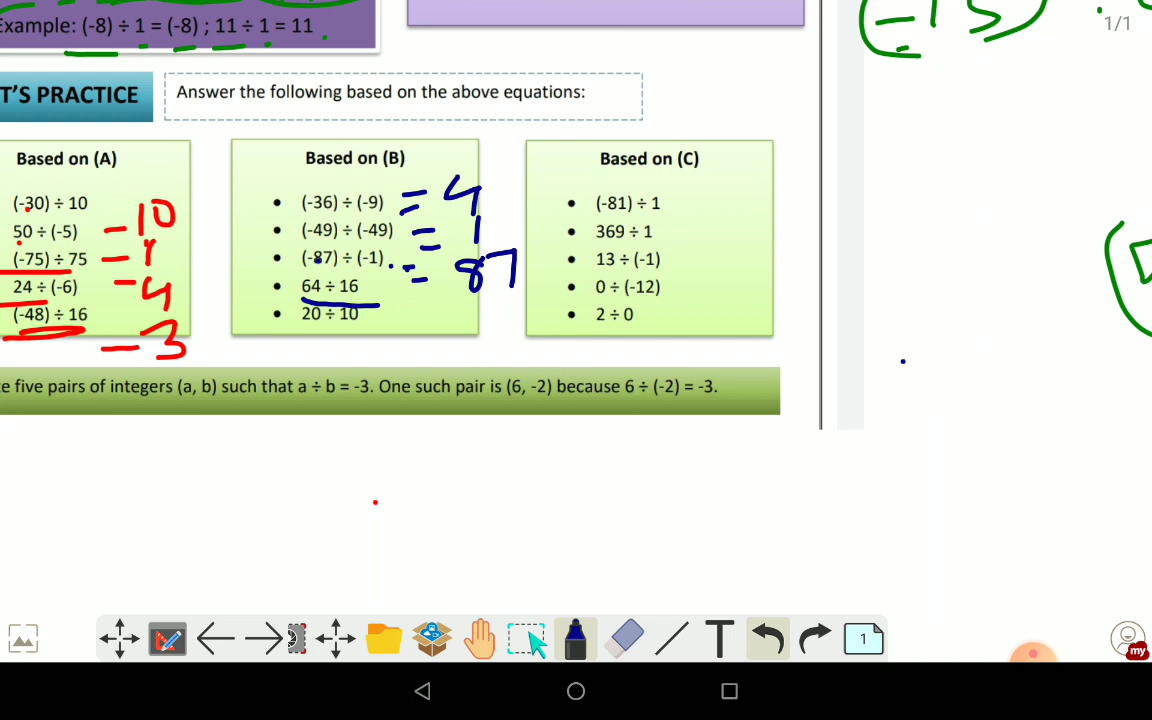 Example: (-8) ÷ 1 = (-8) ; 11 ÷ 1 = 11
(-15)
1/1
T'S PRACTICE
Answer the following based on the above equations:
Based on (A)
(-30) ÷ 10
50 ÷ (-5) -10
(-75) ÷ 75 -1
24 ÷ (-6) -4
(-48) ÷ 16 -3
Based on (B)
• (-36) ÷ (-9) = 4
• (-49) ÷ (-49) = 1
• (-87) ÷ (-1) = 87
• 64 ÷ 16
• 20 ÷ 10
Based on (C)
• (-81) ÷ 1
• 369 ÷ 1
• 13 ÷ (-1)
• 0 ÷ (-12)
• 2 ÷ 0
e five pairs of integers (a, b) such that a ÷ b = -3. One such pair is (6, -2) because 6 ÷ (-2) = -3.
T
1
my